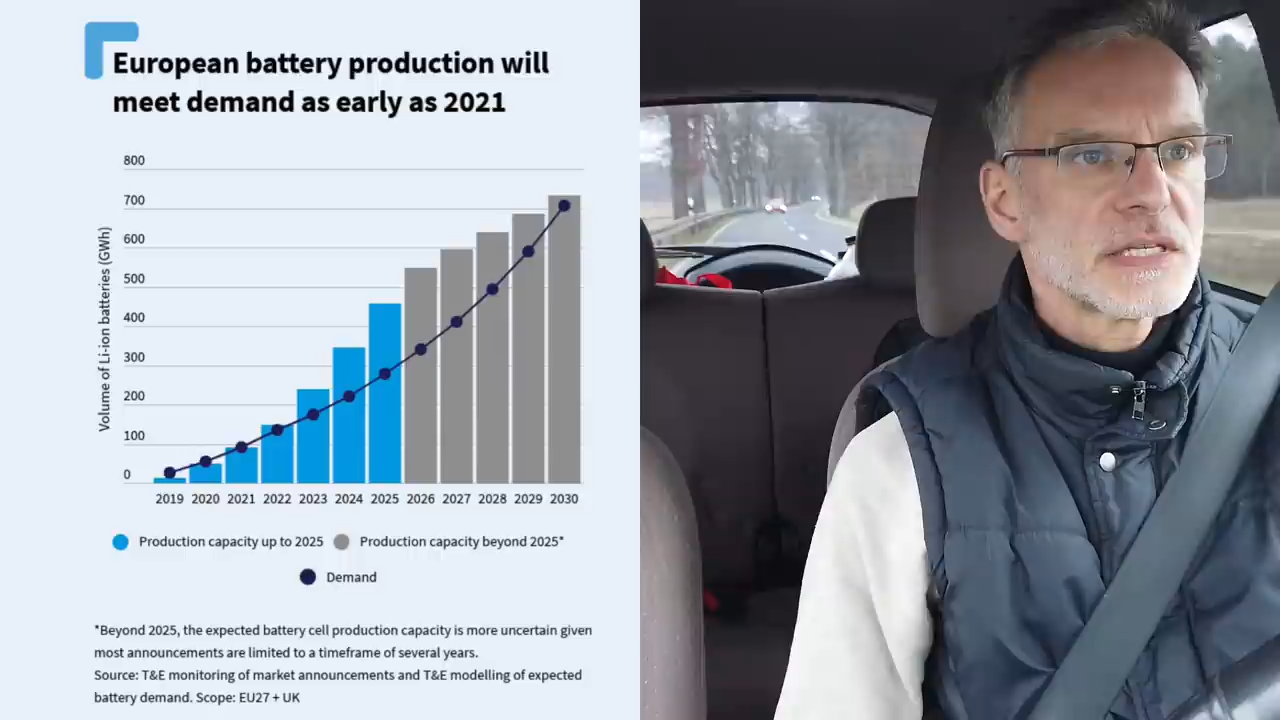 European battery production will
meet demand as early as 2021
800
700
600
500
400
300
200
100
0
Volume of Li-ion batteries (GWh)
2019 2020 2021 2022 2023 2024 2025 2026 2027 2028 2029 2030
Production capacity up to 2025 Production capacity beyond 2025*
Demand
*Beyond 2025, the expected battery cell production capacity is more uncertain given
most announcements are limited to a timeframe of several years.
Source: T&E monitoring of market announcements and T&E modelling of expected
battery demand. Scope: EU27 + UK